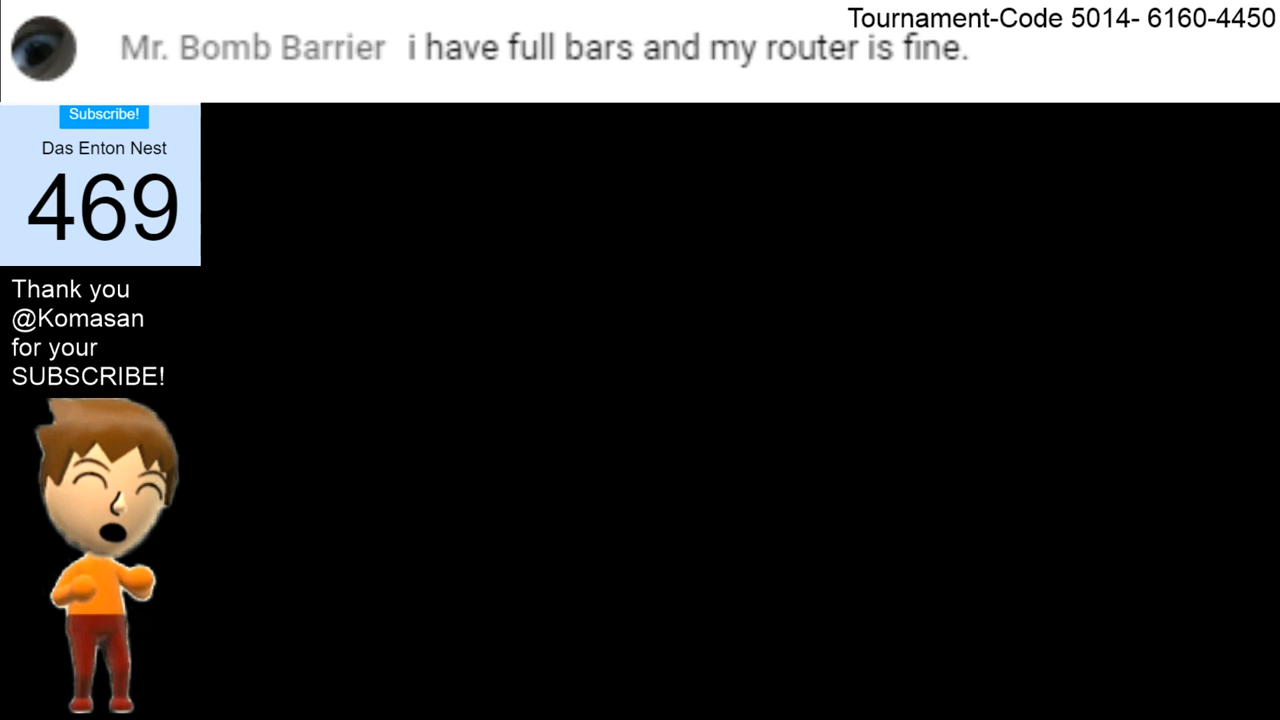 Tournament-Code 5014- 6160-4450
Mr. Bomb Barrier i have full bars and my router is fine.
Subscribe!
Das Enton Nest
469
Thank you
@Komasan
for your
SUBSCRIBE!